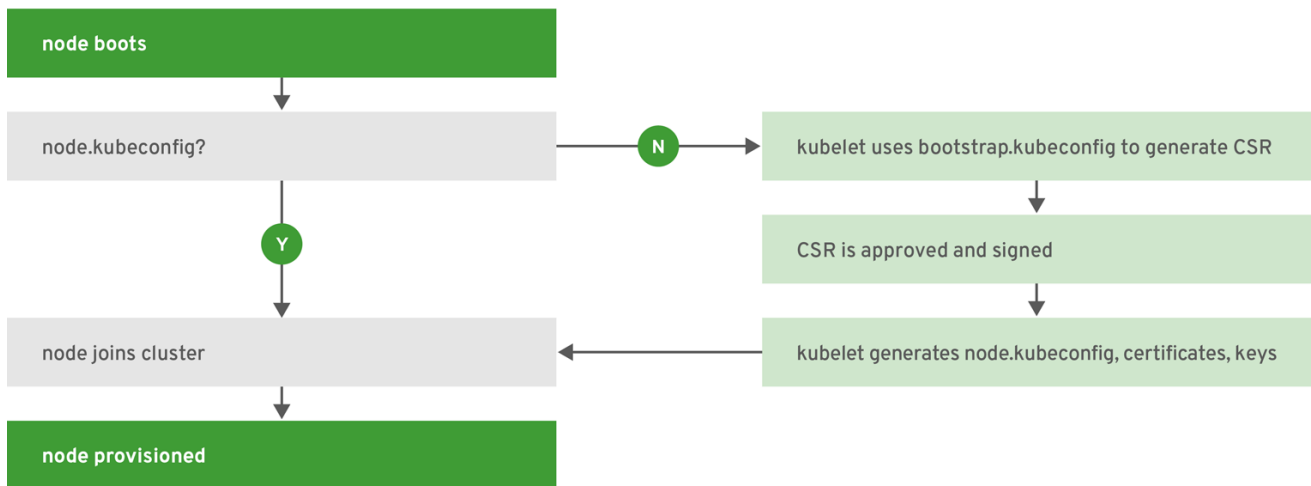 node boots
node.kubeconfig?
N
kubelet uses bootstrap.kubeconfig to generate CSR
Y
CSR is approved and signed
node joins cluster
kubelet generates node.kubeconfig, certificates, keys
node provisioned